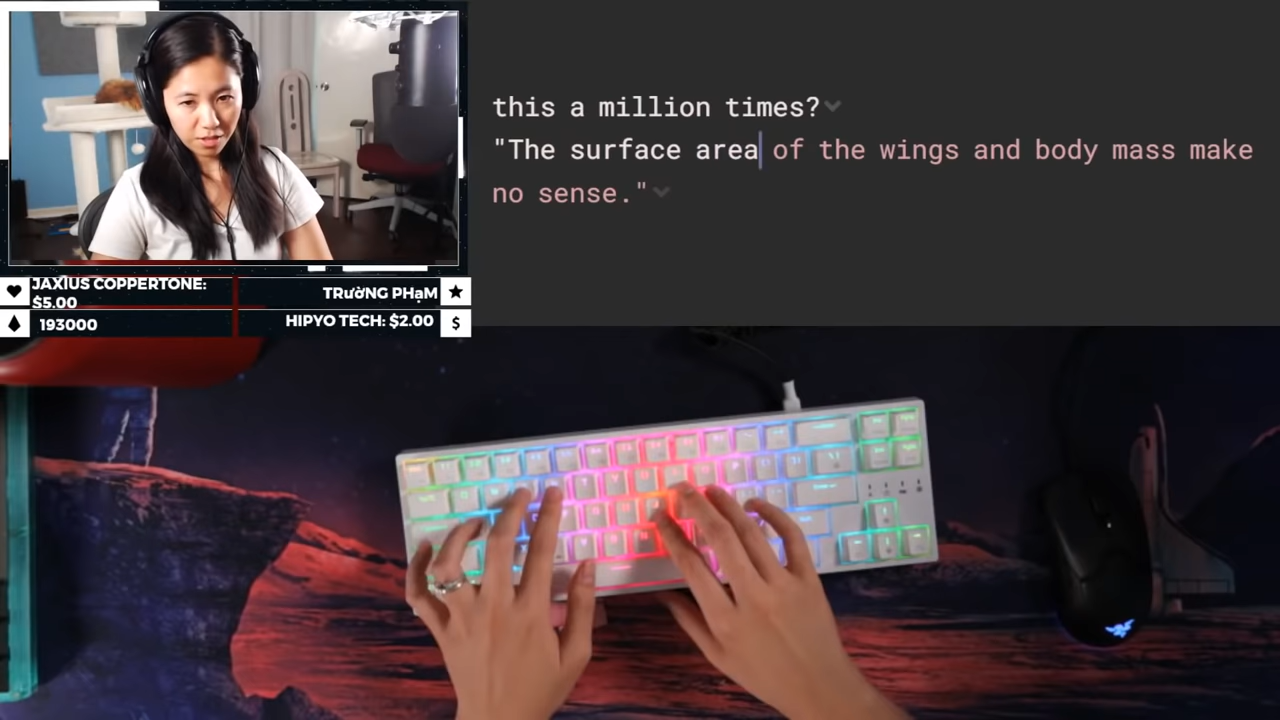 this a million times?
"The surface area of the wings and body mass make
no sense."
JAXIUS COPPERTONE:
$5.00
TRườNG PHạM
193000
HIPYO TECH: $2.00
$